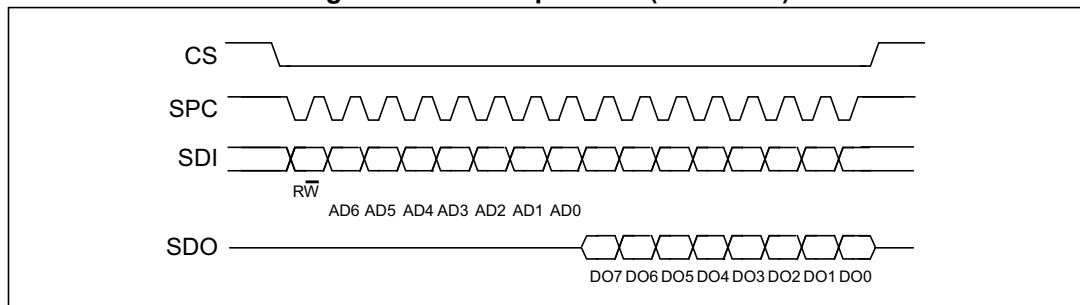 CS
SPC
SDI
RW̅
AD6 AD5 AD4 AD3 AD2 AD1 AD0
SDO
DO7 DO6 DO5 DO4 DO3 DO2 DO1 DO0